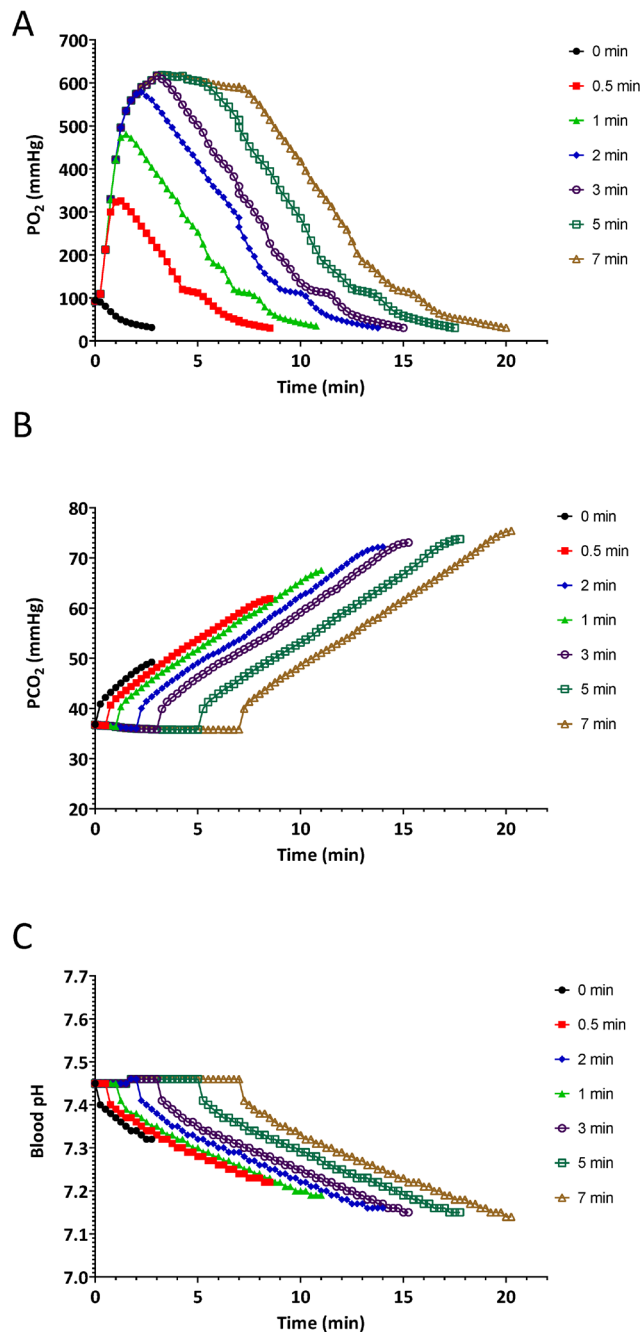 A
700
600
500
400
300
200
100
0
PO2 (mmHg)
0 5 10 15 20
Time (min)
0 min
0.5 min
1 min
2 min
3 min
5 min
7 min
B
80
70
60
50
40
30
20
PCO2 (mmHg)
0 5 10 15 20
Time (min)
0 min
0.5 min
2 min
1 min
3 min
5 min
7 min
C
7.7
7.6
7.5
7.4
7.3
7.2
7.1
7.0
Blood pH
0 5 10 15 20
Time (min)
0 min
0.5 min
2 min
1 min
3 min
5 min
7 min